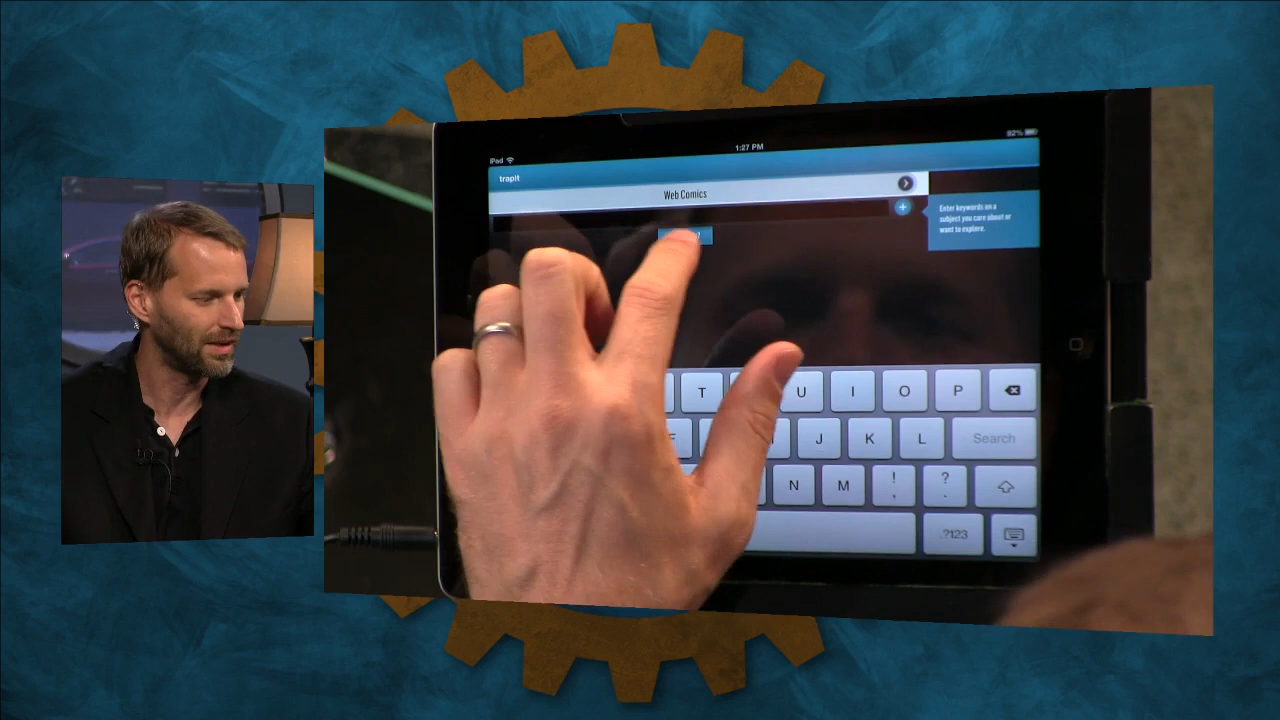 iPad
1:27 PM
92%
trapit
Web Comics
Enter keywords on a
subject you care about or
want to explore.
T U I O P
J K L Search
N M ! , ? .
.?123